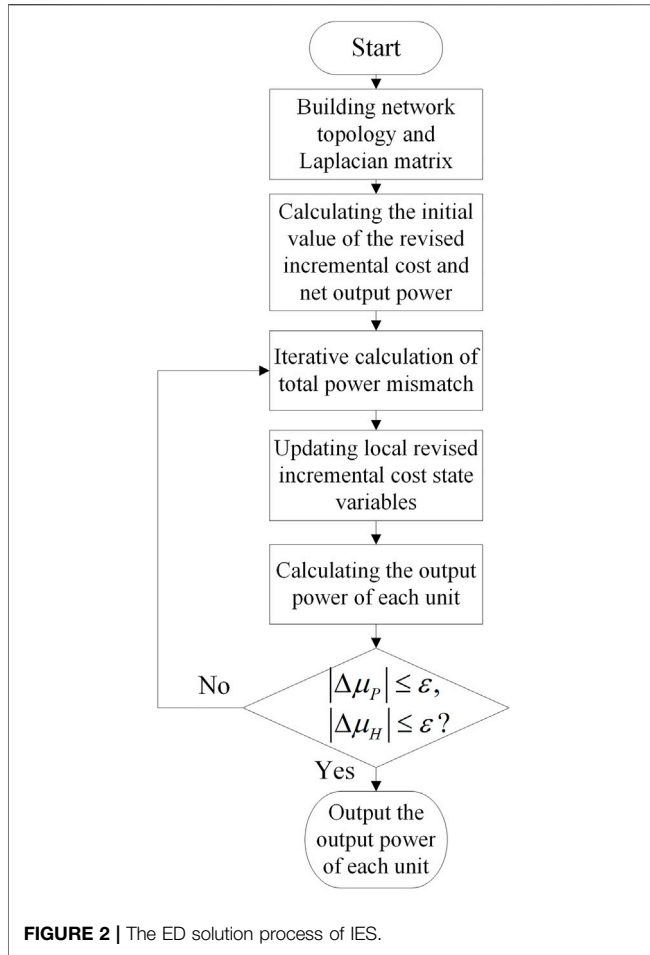 Start
Building network
topology and
Laplacian matrix
Calculating the initial
value of the revised
incremental cost and
net output power
Iterative calculation of
total power mismatch
Updating local revised
incremental cost state
variables
Calculating the output
power of each unit
No
|Δμ_P| ≤ ε,
|Δμ_H| ≤ ε?
Yes
Output the
output power
of each unit
FIGURE 2 | The ED solution process of IES.